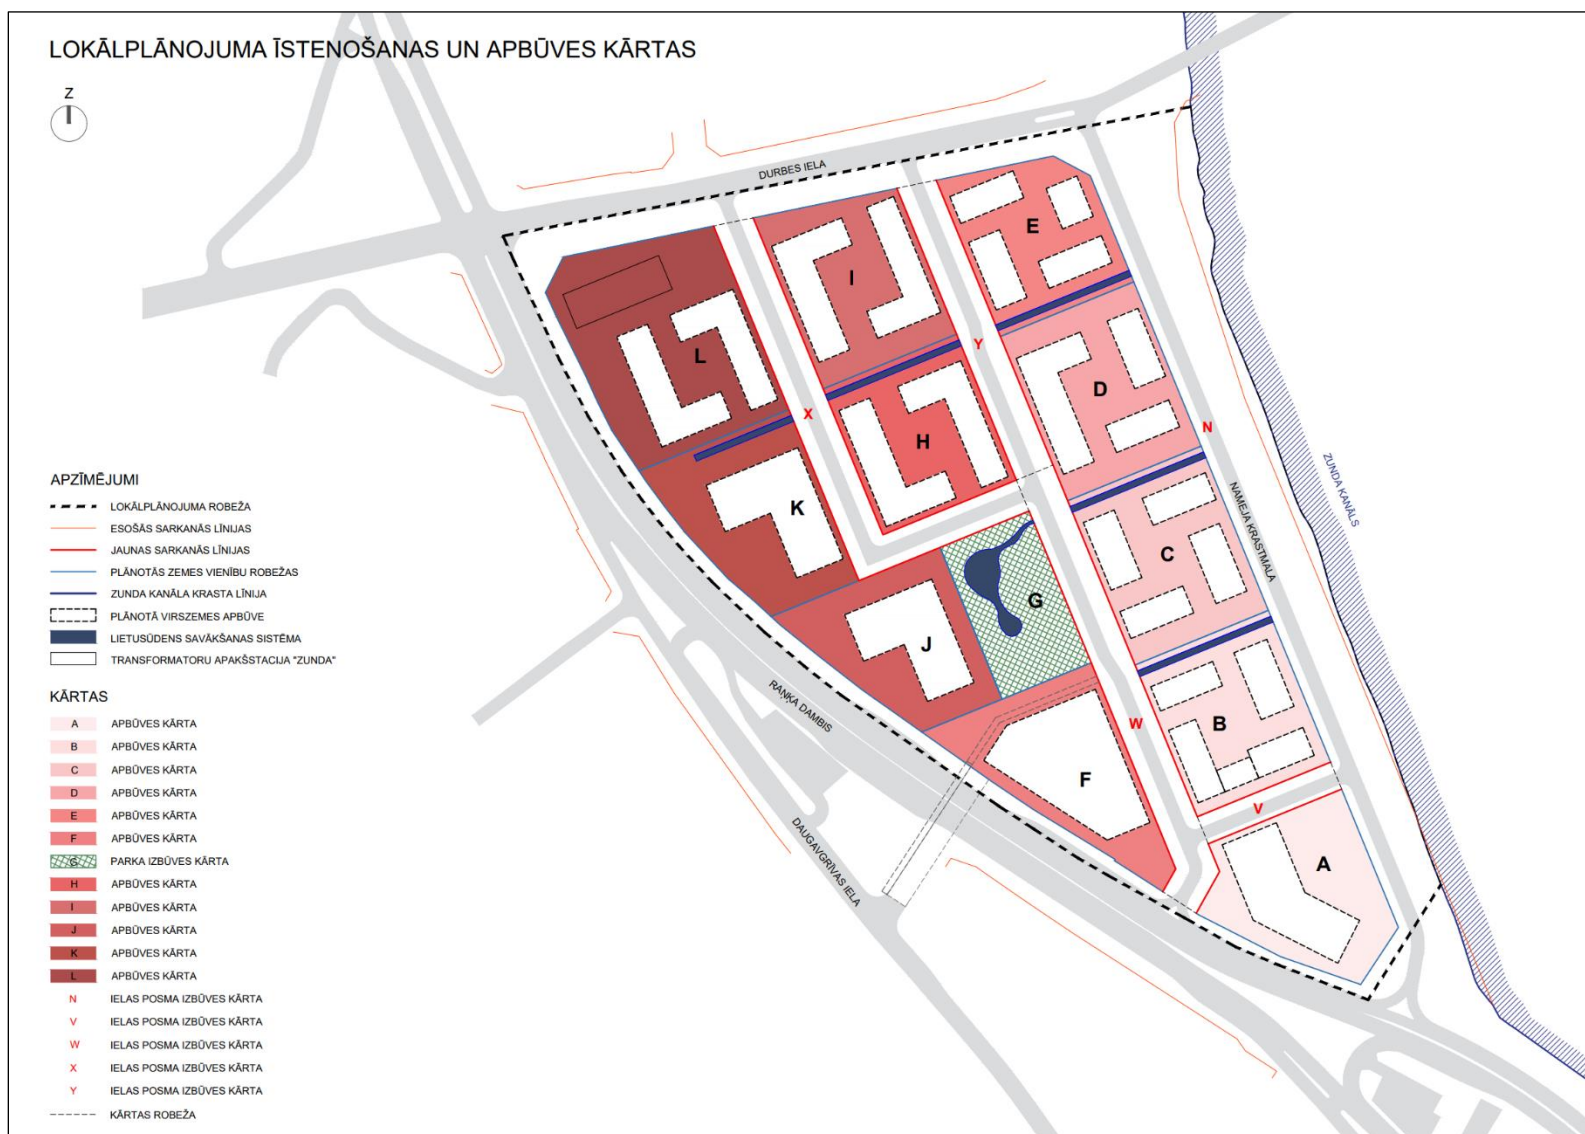 LOKĀLPLĀNOJUMA ĪSTENOŠANAS UN APBŪVES KĀRTAS
Z
DURBES IELA
E
I
Y
L
D
X
N
H
ZUNDA KANĀLS
NAMEJA KRASTMALA
K
C
G
J
RAŅĶA DAMBIS
B
W
F
V
DAUGAVGRĪVAS IELA
A
APZĪMĒJUMI
LOKĀLPLĀNOJUMA ROBEŽA
ESOŠĀS SARKANĀS LĪNIJAS
JAUNAS SARKANĀS LĪNIJAS
PLĀNOTĀS ZEMES VIENĪBU ROBEŽAS
ZUNDA KANĀLA KRASTA LĪNIJA
PLĀNOTĀ VIRSZEMES APBŪVE
LIETUSŪDENS SAVĀKŠANAS SISTĒMA
TRANSFORMATORU APAKŠSTACIJA "ZUNDA"
KĀRTAS
A APBŪVES KĀRTA
B APBŪVES KĀRTA
C APBŪVES KĀRTA
D APBŪVES KĀRTA
E APBŪVES KĀRTA
F APBŪVES KĀRTA
G PARKA IZBŪVES KĀRTA
H APBŪVES KĀRTA
I APBŪVES KĀRTA
J APBŪVES KĀRTA
K APBŪVES KĀRTA
L APBŪVES KĀRTA
N IELAS POSMA IZBŪVES KĀRTA
V IELAS POSMA IZBŪVES KĀRTA
W IELAS POSMA IZBŪVES KĀRTA
X IELAS POSMA IZBŪVES KĀRTA
Y IELAS POSMA IZBŪVES KĀRTA
KĀRTAS ROBEŽA